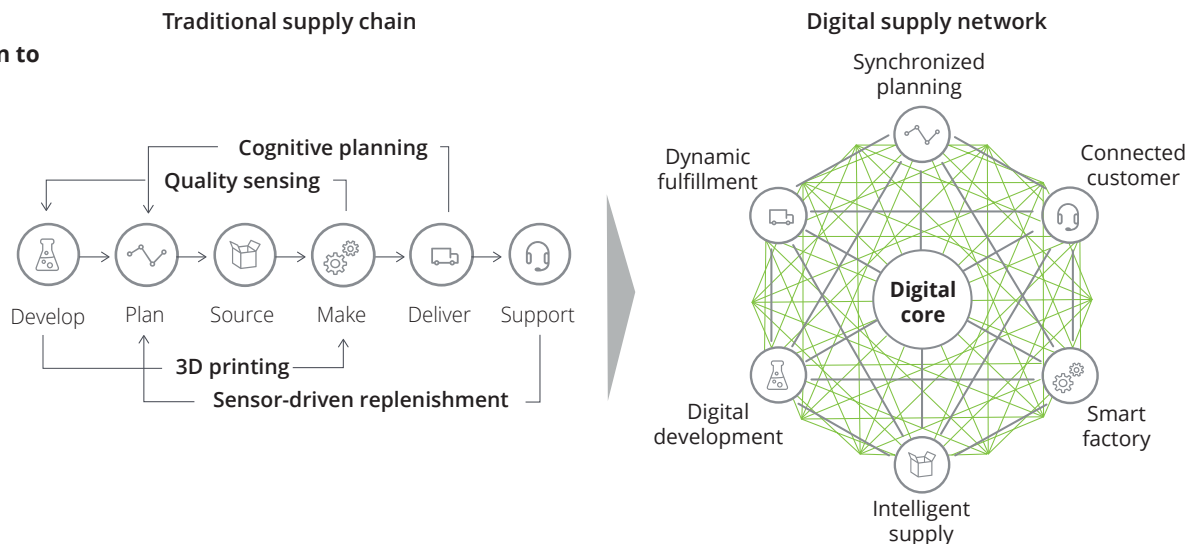 Traditional supply chain
Digital supply network
n to
Cognitive planning
Quality sensing
Develop
Plan
Source
Make
Deliver
Support
3D printing
Sensor-driven replenishment
Synchronized
planning
Dynamic
fulfillment
Connected
customer
Digital
core
Digital
development
Smart
factory
Intelligent
supply